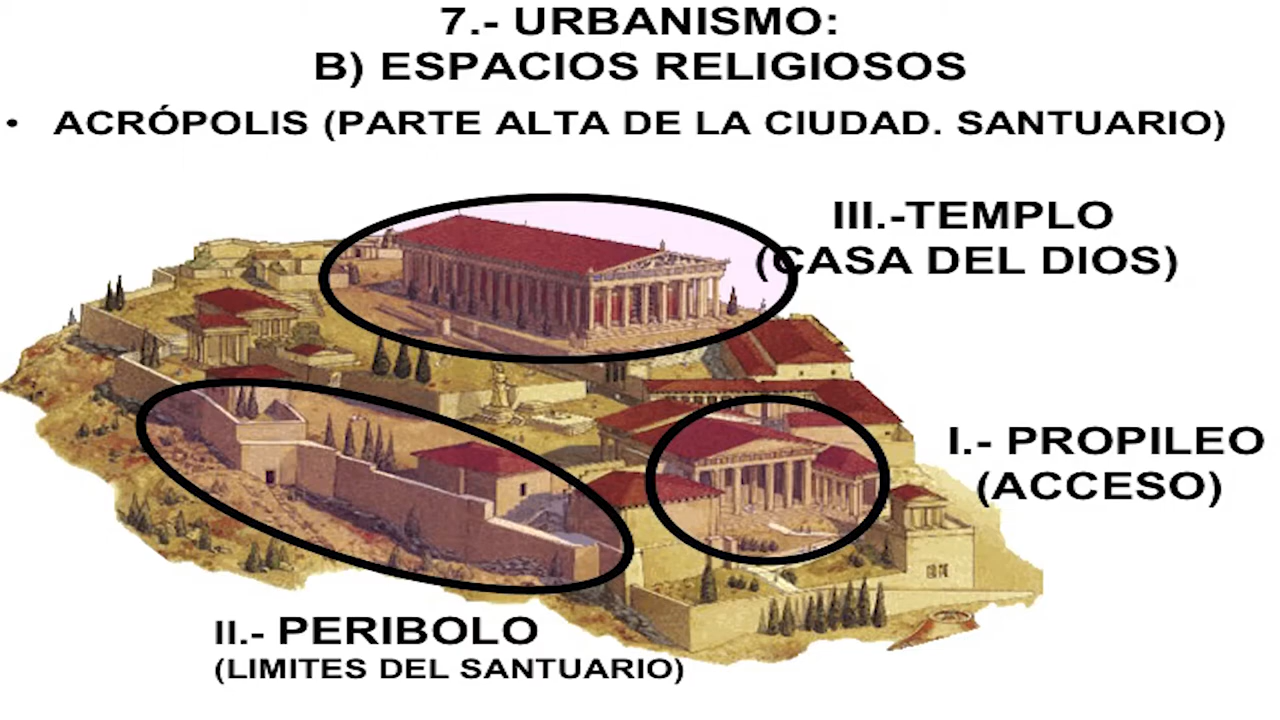 7.- URBANISMO:
B) ESPACIOS RELIGIOSOS
• ACRÓPOLIS (PARTE ALTA DE LA CIUDAD. SANTUARIO)
III.-TEMPLO
(CASA DEL DIOS)
I.- PROPILEO
(ACCESO)
II.- PERIBOLO
(LIMITES DEL SANTUARIO)